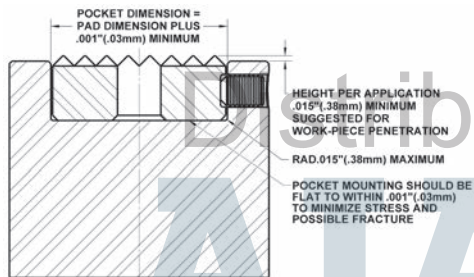 POCKET DIMENSION =
PAD DIMENSION PLUS
.001"(.03mm) MINIMUM
HEIGHT PER APPLICATION
.015"(.38mm) MINIMUM
SUGGESTED FOR
WORK-PIECE PENETRATION
RAD.015"(.38mm) MAXIMUM
POCKET MOUNTING SHOULD BE
FLAT TO WITHIN .001"(.03mm)
TO MINIMIZE STRESS AND
POSSIBLE FRACTURE
Distrib